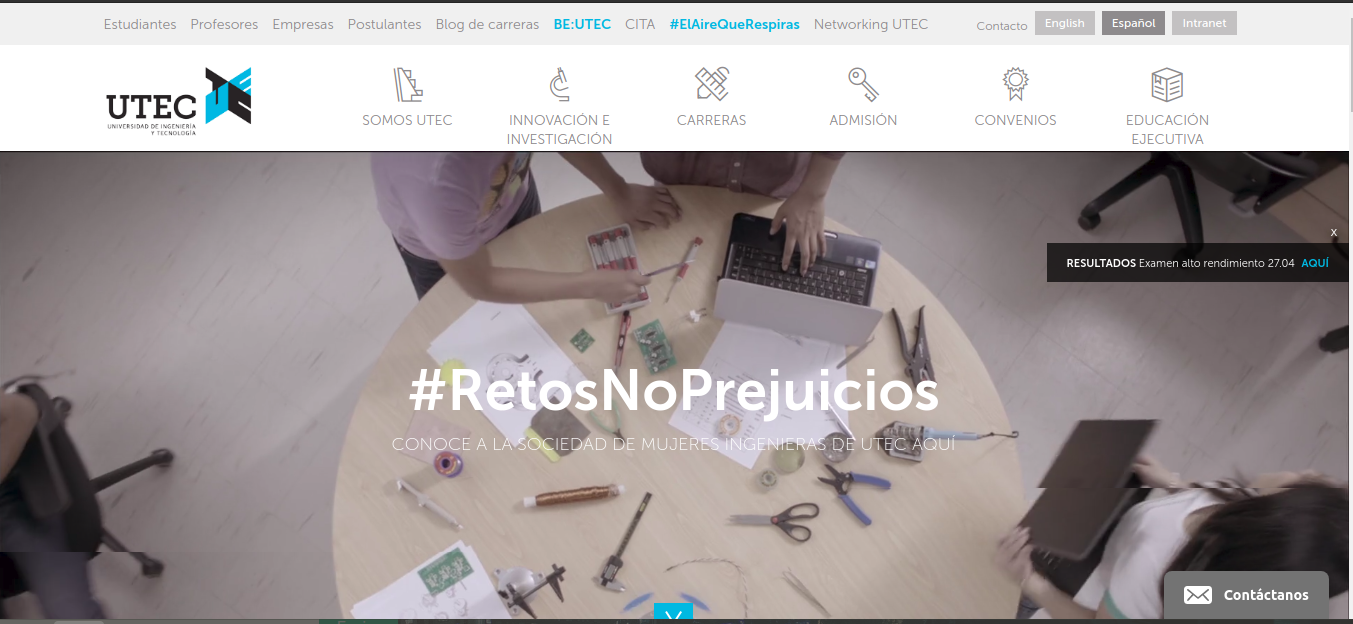 Estudiantes Profesores Empresas Postulantes Blog de carreras BE:UTEC CITA #ElAireQueRespiras Networking UTEC Contacto English Español Intranet
UTEC
UNIVERSIDAD DE INGENIERÍA
Y TECNOLOGÍA
SOMOS UTEC
INNOVACIÓN E
INVESTIGACIÓN
CARRERAS
ADMISIÓN
CONVENIOS
EDUCACIÓN
EJECUTIVA
x
RESULTADOS Examen alto rendimiento 27.04 AQUÍ
#RetosNoPrejuicios
CONOCE A LA SOCIEDAD DE MUJERES INGENIERAS DE UTEC AQUÍ
Contáctanos